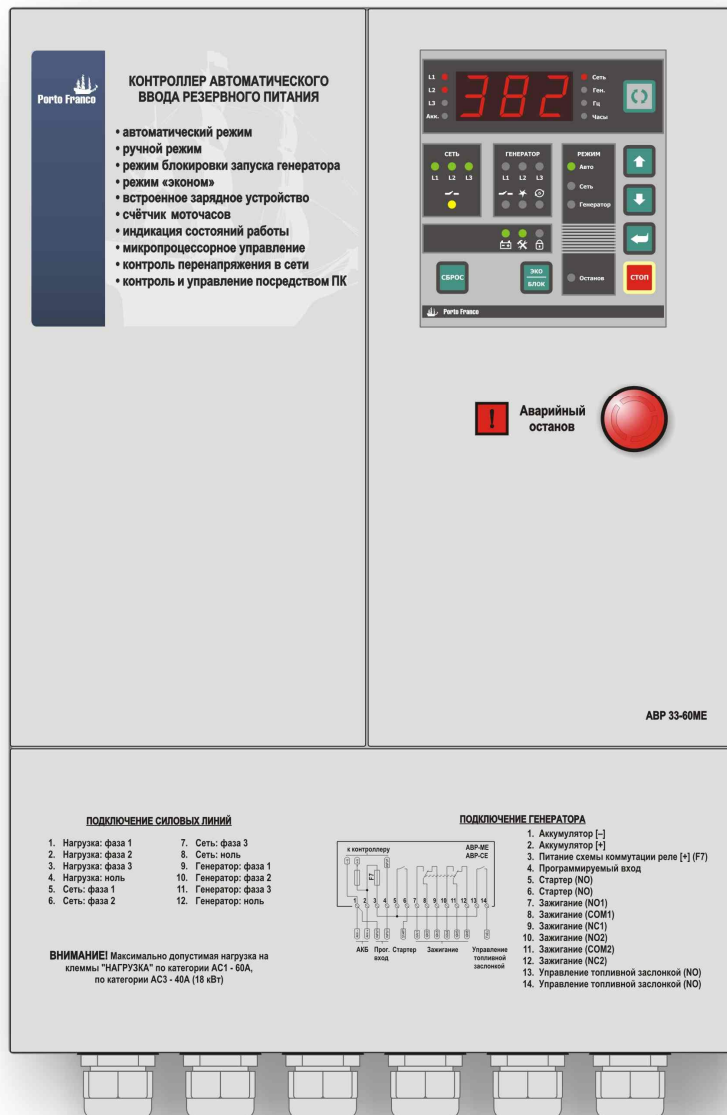 Porto Franco
КОНТРОЛЛЕР АВТОМАТИЧЕСКОГО
ВВОДА РЕЗЕРВНОГО ПИТАНИЯ
• автоматический режим
• ручной режим
• режим блокировки запуска генератора
• режим «эконом»
• встроенное зарядное устройство
• счётчик моточасов
• индикация состояний работы
• микропроцессорное управление
• контроль перенапряжения в сети
• контроль и управление посредством ПК
L1
L2
L3
Акк.
382
Сеть
Ген.
Гц
Часы
СЕТЬ
L1 L2 L3
ГЕНЕРАТОР
L1 L2 L3
РЕЖИМ
Авто
Сеть
Генератор
Останов
СБРОС
ЭКО
БЛОК
СТОП
Porto Franco
!
Аварийный
останов
АВР 33-60МЕ
ПОДКЛЮЧЕНИЕ СИЛОВЫХ ЛИНИЙ
1. Нагрузка: фаза 1
2. Нагрузка: фаза 2
3. Нагрузка: фаза 3
4. Нагрузка: ноль
5. Сеть: фаза 1
6. Сеть: фаза 2
7. Сеть: фаза 3
8. Сеть: ноль
9. Генератор: фаза 1
10. Генератор: фаза 2
11. Генератор: фаза 3
12. Генератор: ноль
ВНИМАНИЕ! Максимально допустимая нагрузка на
клеммы "НАГРУЗКА" по категории АС1 - 60А,
по категории АС3 - 40А (18 кВт)
ПОДКЛЮЧЕНИЕ ГЕНЕРАТОРА
к контроллеру
АВР-МЕ
АВР-СЕ
F7
1 2 3 4 5 6 7 8 9 10 11 12 13 14
АКБ
Прог.
вход
Стартер
Зажигание
Управление
топливной
заслонкой
1. Аккумулятор [–]
2. Аккумулятор [+]
3. Питание схемы коммутации реле [+] (F7)
4. Программируемый вход
5. Стартер (NO)
6. Стартер (NO)
7. Зажигание (NO1)
8. Зажигание (COM1)
9. Зажигание (NC1)
10. Зажигание (NO2)
11. Зажигание (COM2)
12. Зажигание (NC2)
13. Управление топливной заслонкой (NO)
14. Управление топливной заслонкой (NO)